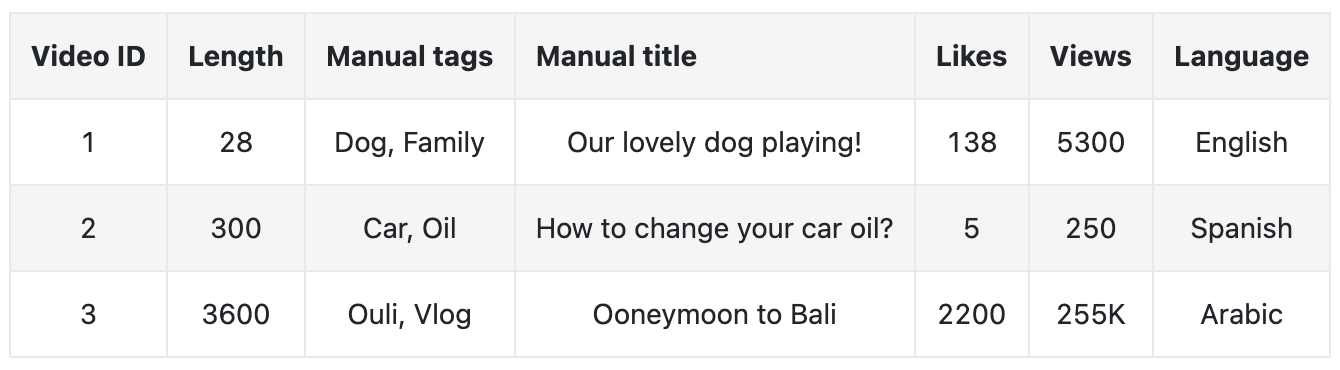 Video ID Length Manual tags Manual title Likes Views Language
1 28 Dog, Family Our lovely dog playing! 138 5300 English
2 300 Car, Oil How to change your car oil? 5 250 Spanish
3 3600 Ouli, Vlog Ooneymoon to Bali 2200 255K Arabic